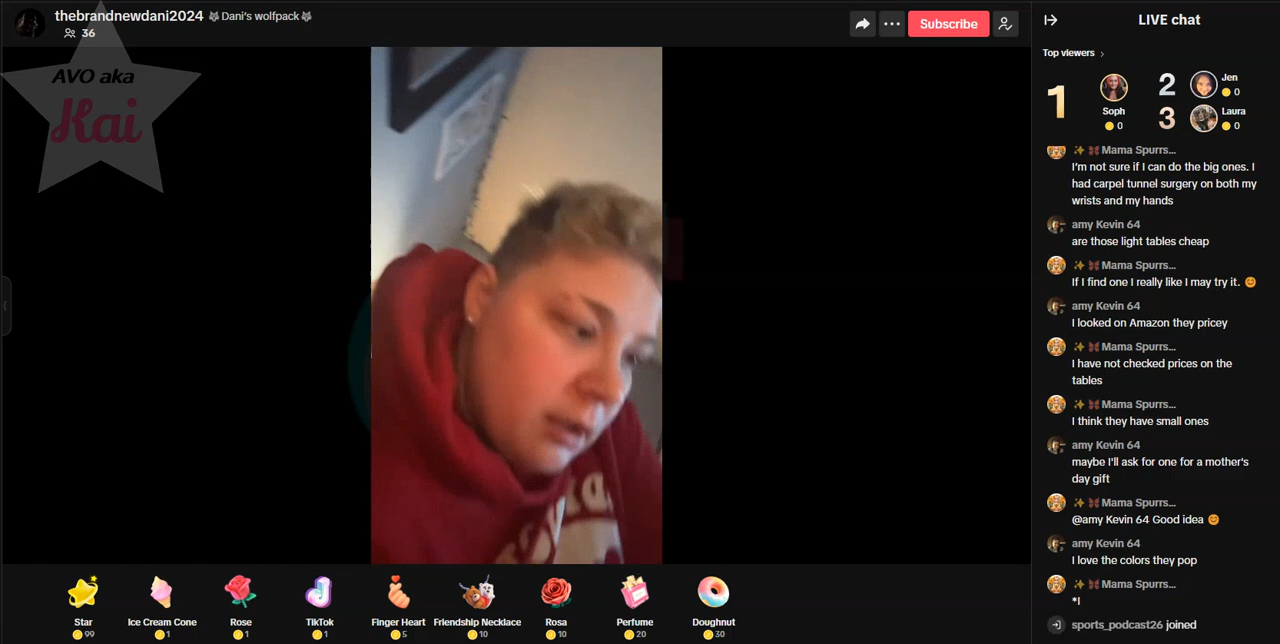 thebrandnewdani2024 🐺Dani's wolfpack🐺
36
Subscribe
AVO aka
Kai
LIVE chat
Top viewers
1
Soph
0
2
Jen
0
3
Laura
0
Mama Spurrs...
I'm not sure if I can do the big ones. I
had carpel tunnel surgery on both my
wrists and my hands
amy Kevin 64
are those light tables cheap
Mama Spurrs...
If I find one I really like I may try it. 😊
amy Kevin 64
I looked on Amazon they pricey
Mama Spurrs...
I have not checked prices on the
tables
Mama Spurrs...
I think they have small ones
amy Kevin 64
maybe I'll ask for one for a mother's
day gift
Mama Spurrs...
@amy Kevin 64 Good idea 😊
amy Kevin 64
I love the colors they pop
Mama Spurrs...
*I
sports_podcast26 joined
Star
99
Ice Cream Cone
1
Rose
1
TikTok
1
Finger Heart
5
Friendship Necklace
10
Rosa
10
Perfume
20
Doughnut
30